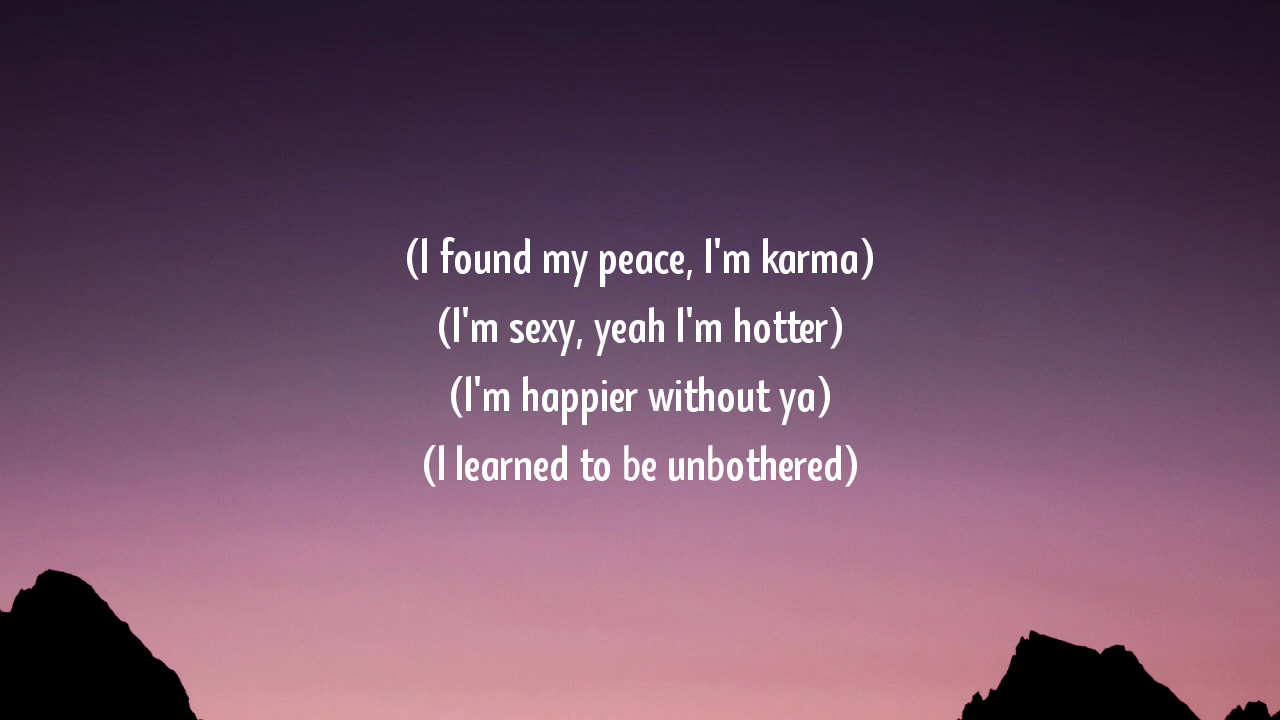 (I found my peace, I'm karma)
(I'm sexy, yeah I'm hotter)
(I'm happier without ya)
(I learned to be unbothered)